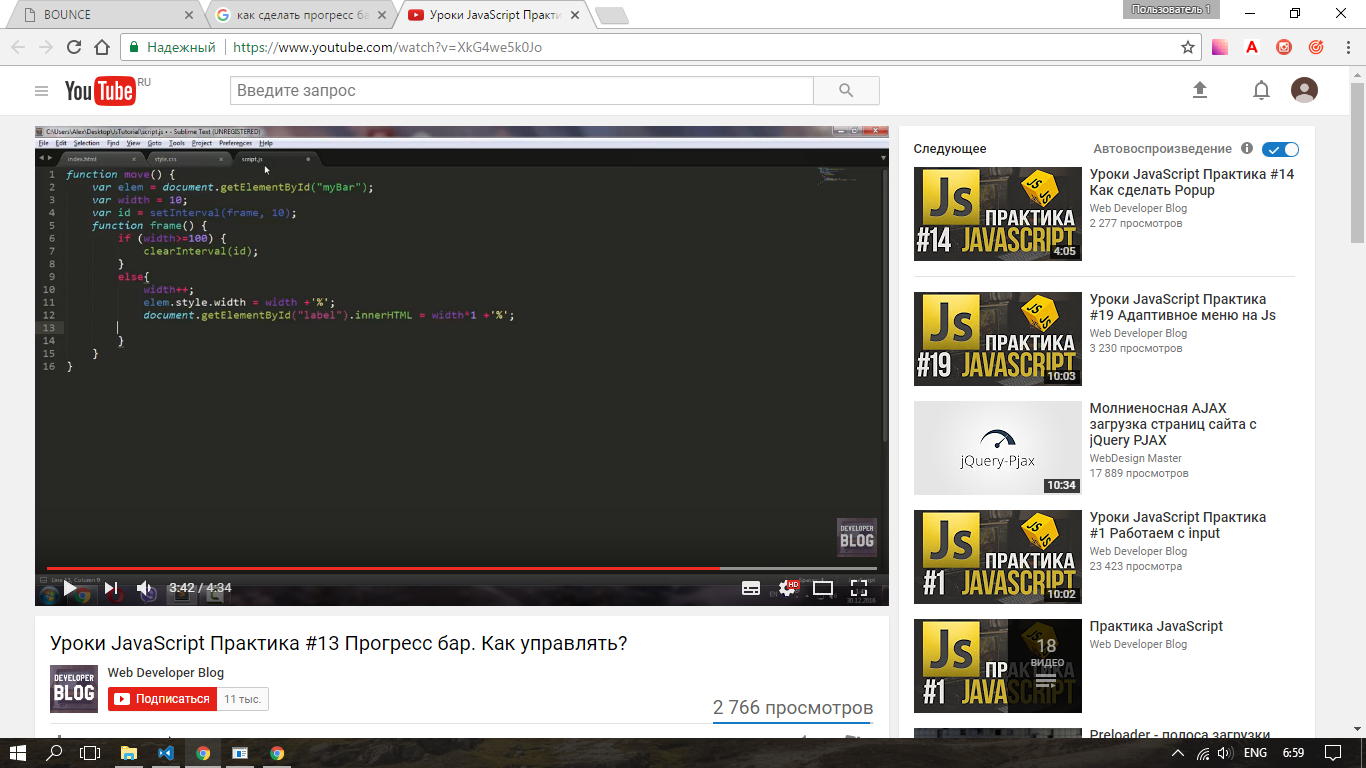 BOUNCE
как сделать прогресс ба
Уроки JavaScript Практи
Пользователь 1
Надежный
https://www.youtube.com/watch?v=XkG4we5k0Jo
YouTube RU
Введите запрос
C:\Users\Alex\Desktop\JsTutorial\script.js • - Sublime Text (UNREGISTERED)
File Edit Selection Find View Goto Tools Project Preferences Help
index.html
style.css
script.js
1 function move() {
2 var elem = document.getElementById("myBar");
3 var width = 10;
4 var id = setInterval(frame, 10);
5 function frame() {
6 if (width>=100) {
7 clearInterval(id);
8 }
9 else{
10 width++;
11 elem.style.width = width +'%';
12 document.getElementById("label").innerHTML = width*1 +'%';
13
14 }
15 }
16 }
DEVELOPER
BLOG
3:42 / 4:34
HD
Уроки JavaScript Практика #13 Прогресс бар. Как управлять?
DEVELOPER
BLOG
Web Developer Blog
Подписаться
11 тыс.
2 766 просмотров
Следующее
Автовоспроизведение
Js
Js Js
ПРАКТИКА
#14 JAVASCRIPT
4:05
Уроки JavaScript Практика #14
Как сделать Popup
Web Developer Blog
2 277 просмотров
Js
Js Js
ПРАКТИКА
#19 JAVASCRIPT
10:03
Уроки JavaScript Практика
#19 Адаптивное меню на Js
Web Developer Blog
3 230 просмотров
jQuery-Pjax
10:34
Молниеносная AJAX
загрузка страниц сайта с
jQuery PJAX
WebDesign Master
17 889 просмотров
Js
Js Js
ПРАКТИКА
#1 JAVASCRIPT
10:02
Уроки JavaScript Практика
#1 Работаем с input
Web Developer Blog
23 423 просмотра
Js
ПРАКТИКА
#1 JAVASCRIPT
18
ВИДЕО
Практика JavaScript
Web Developer Blog
Preloader - полоса загрузки
ENG
6:59